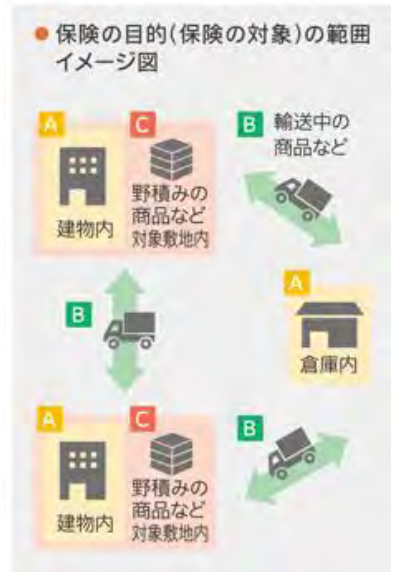 ● 保険の目的(保険の対象)の範囲
イメージ図
A
建物内
C
野積みの
商品など
対象敷地内
B 輸送中の
商品など
B
A
倉庫内
A
建物内
C
野積みの
商品など
対象敷地内
B